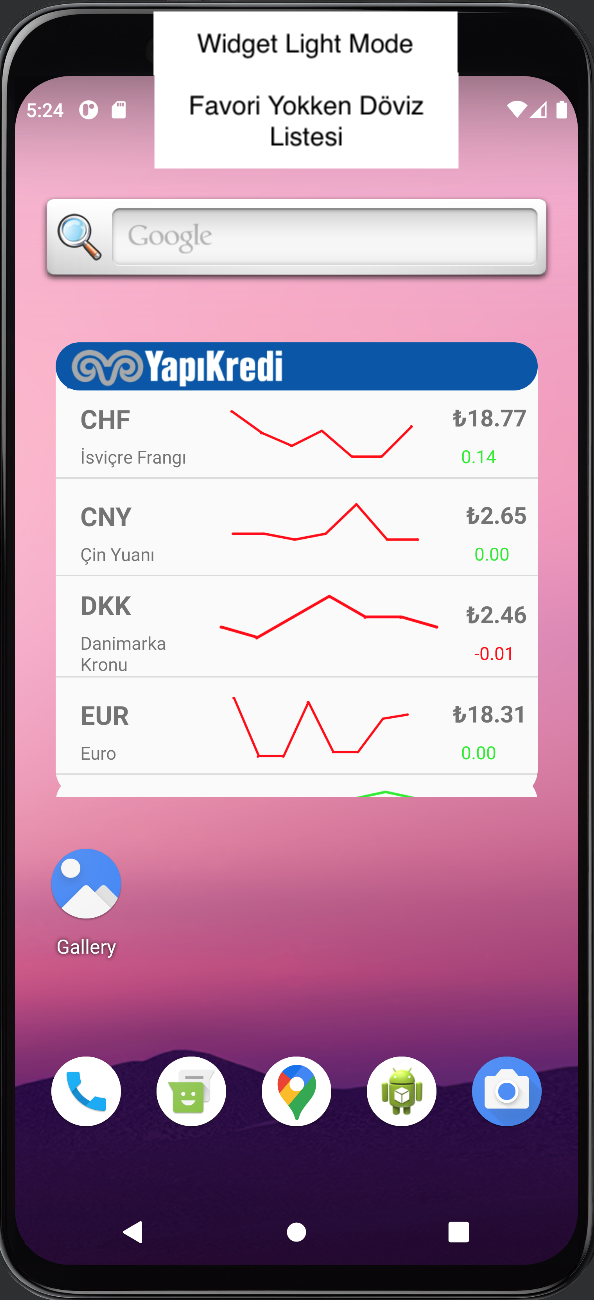 Widget Light Mode
Favori Yokken Döviz
Listesi
5:24
Google
YapıKredi
CHF
₺18.77
İsviçre Frangı
0.14
CNY
₺2.65
Çin Yuanı
0.00
DKK
₺2.46
Danimarka
Kronu
-0.01
EUR
₺18.31
Euro
0.00
Gallery